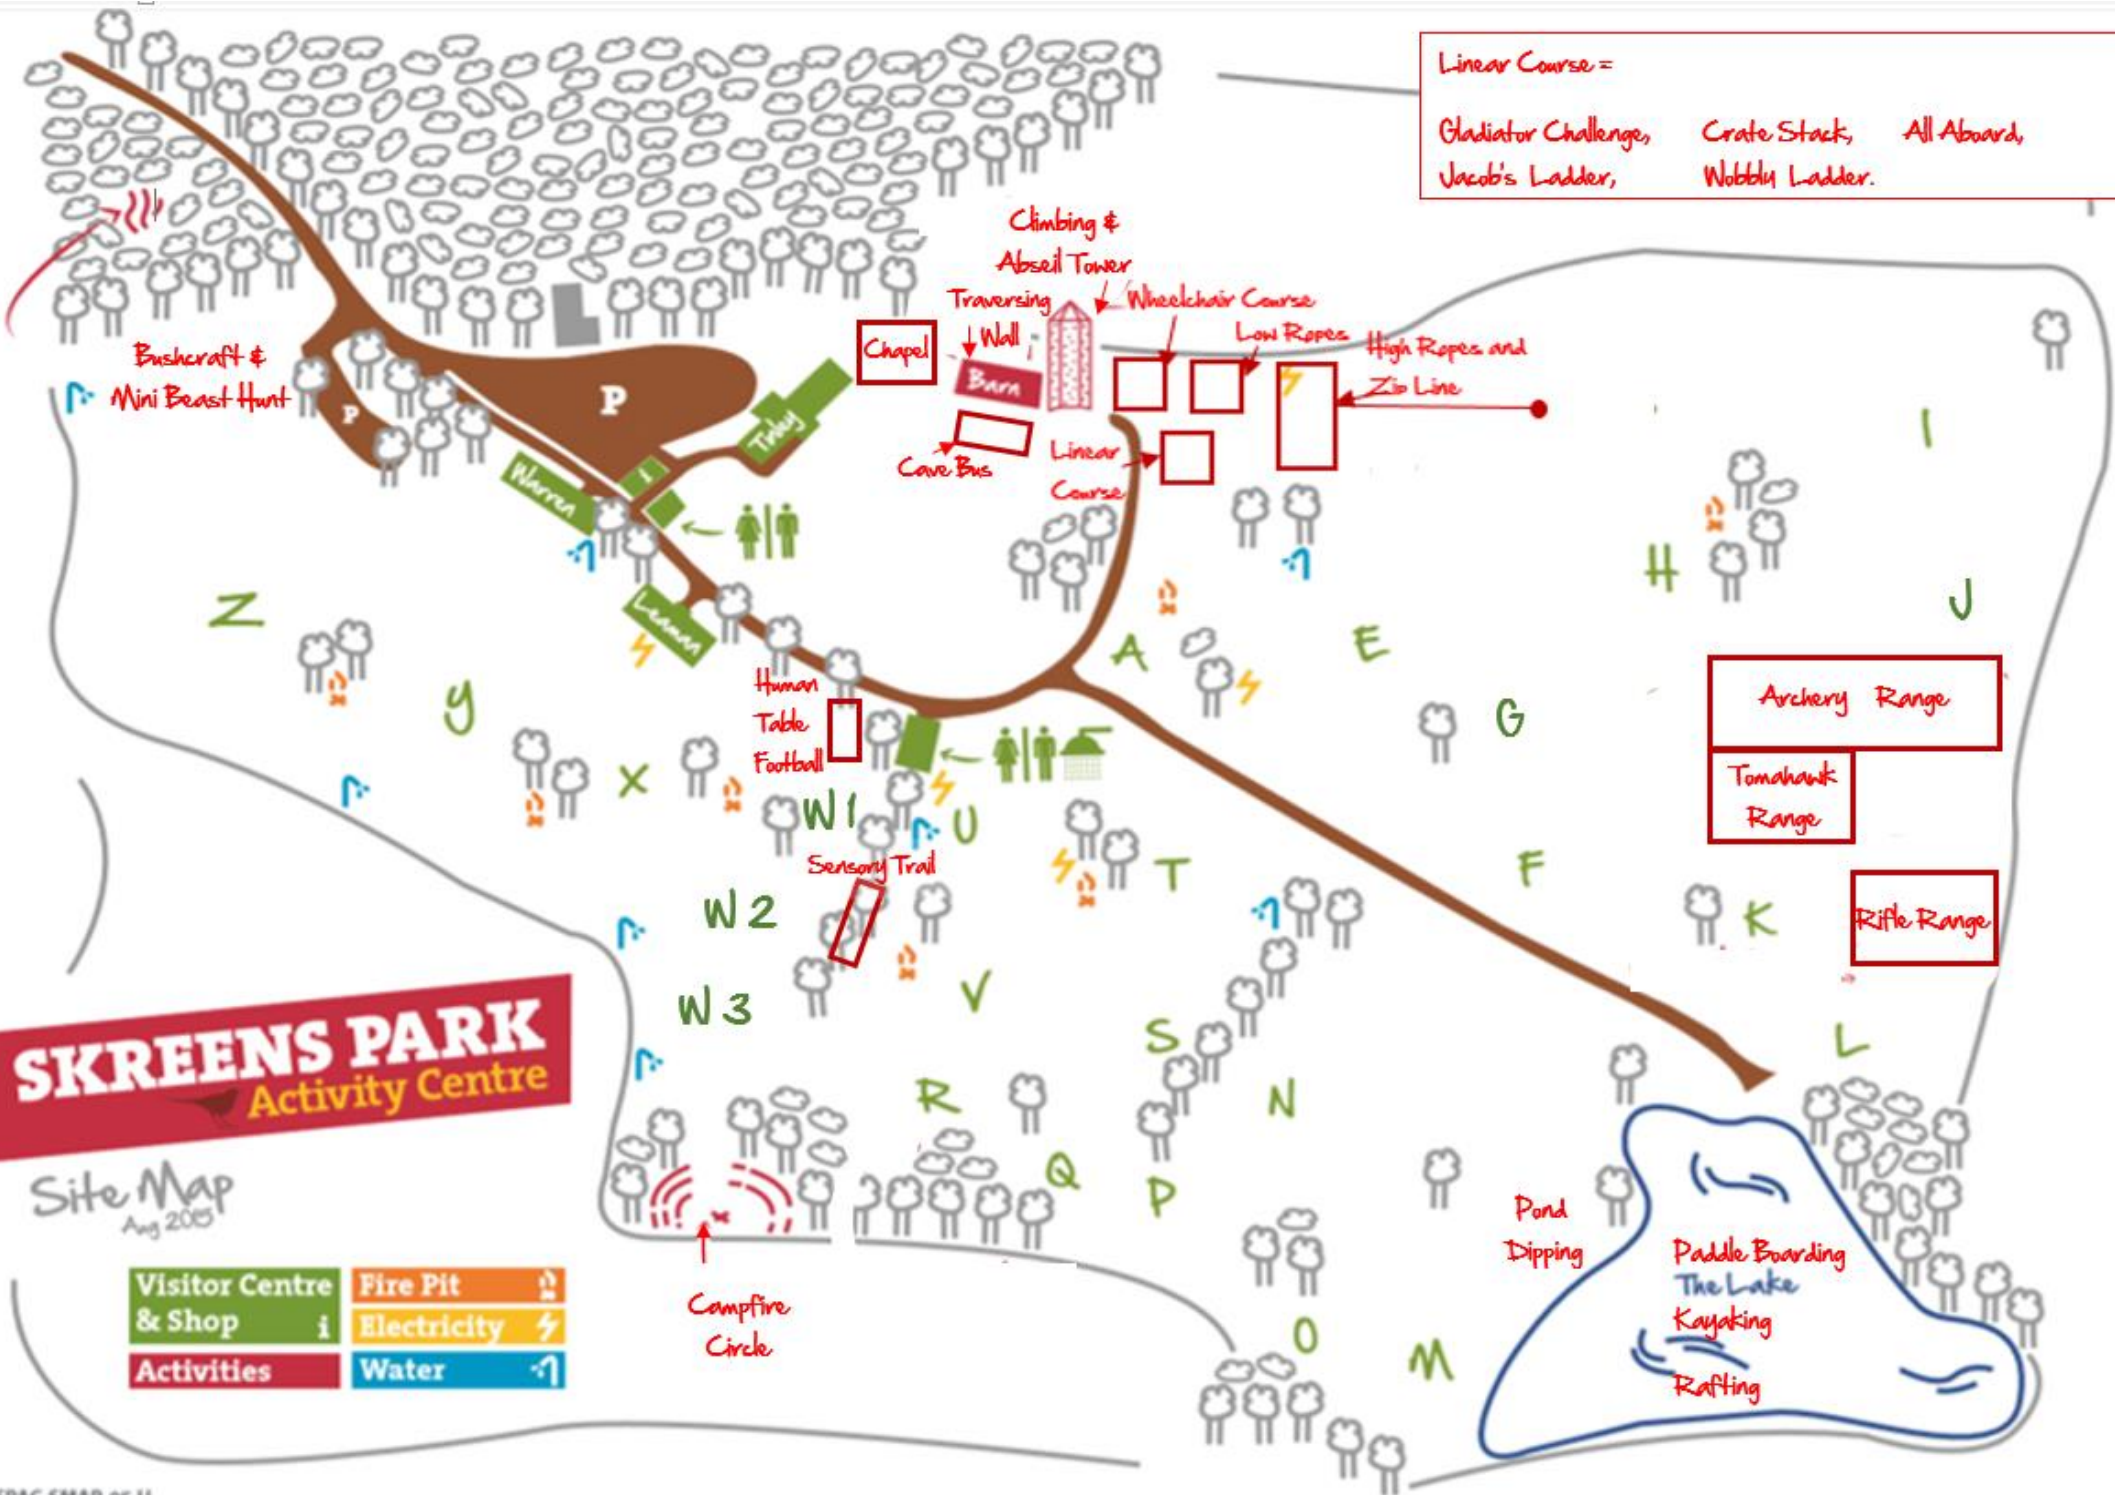 Linear Course =
Gladiator Challenge, Crate Stack, All Aboard,
Jacob's Ladder, Wobbly Ladder.
Climbing &
Abseil Tower
Traversing
Wall
Wheelchair Course
Low Ropes
High Ropes and
Zip Line
Chapel
Barn
Cave Bus
Linear
Course
Bushcraft &
Mini Beast Hunt
P
P
Tilley
i
Warren
Leaman
I
H
J
Z
Y
A
E
G
Human
Table
Football
X
W1
U
T
F
K
Archery Range
Tomahawk
Range
Rifle Range
Sensory Trail
W2
W3
V
S
L
R
N
Q
P
O
M
Pond
Dipping
Paddle Boarding
The Lake
Kayaking
Rafting
SKREENS PARK
Activity Centre
Site Map
Aug 2015
Campfire
Circle
Visitor Centre
& Shop i
Activities
Fire Pit
Electricity
Water